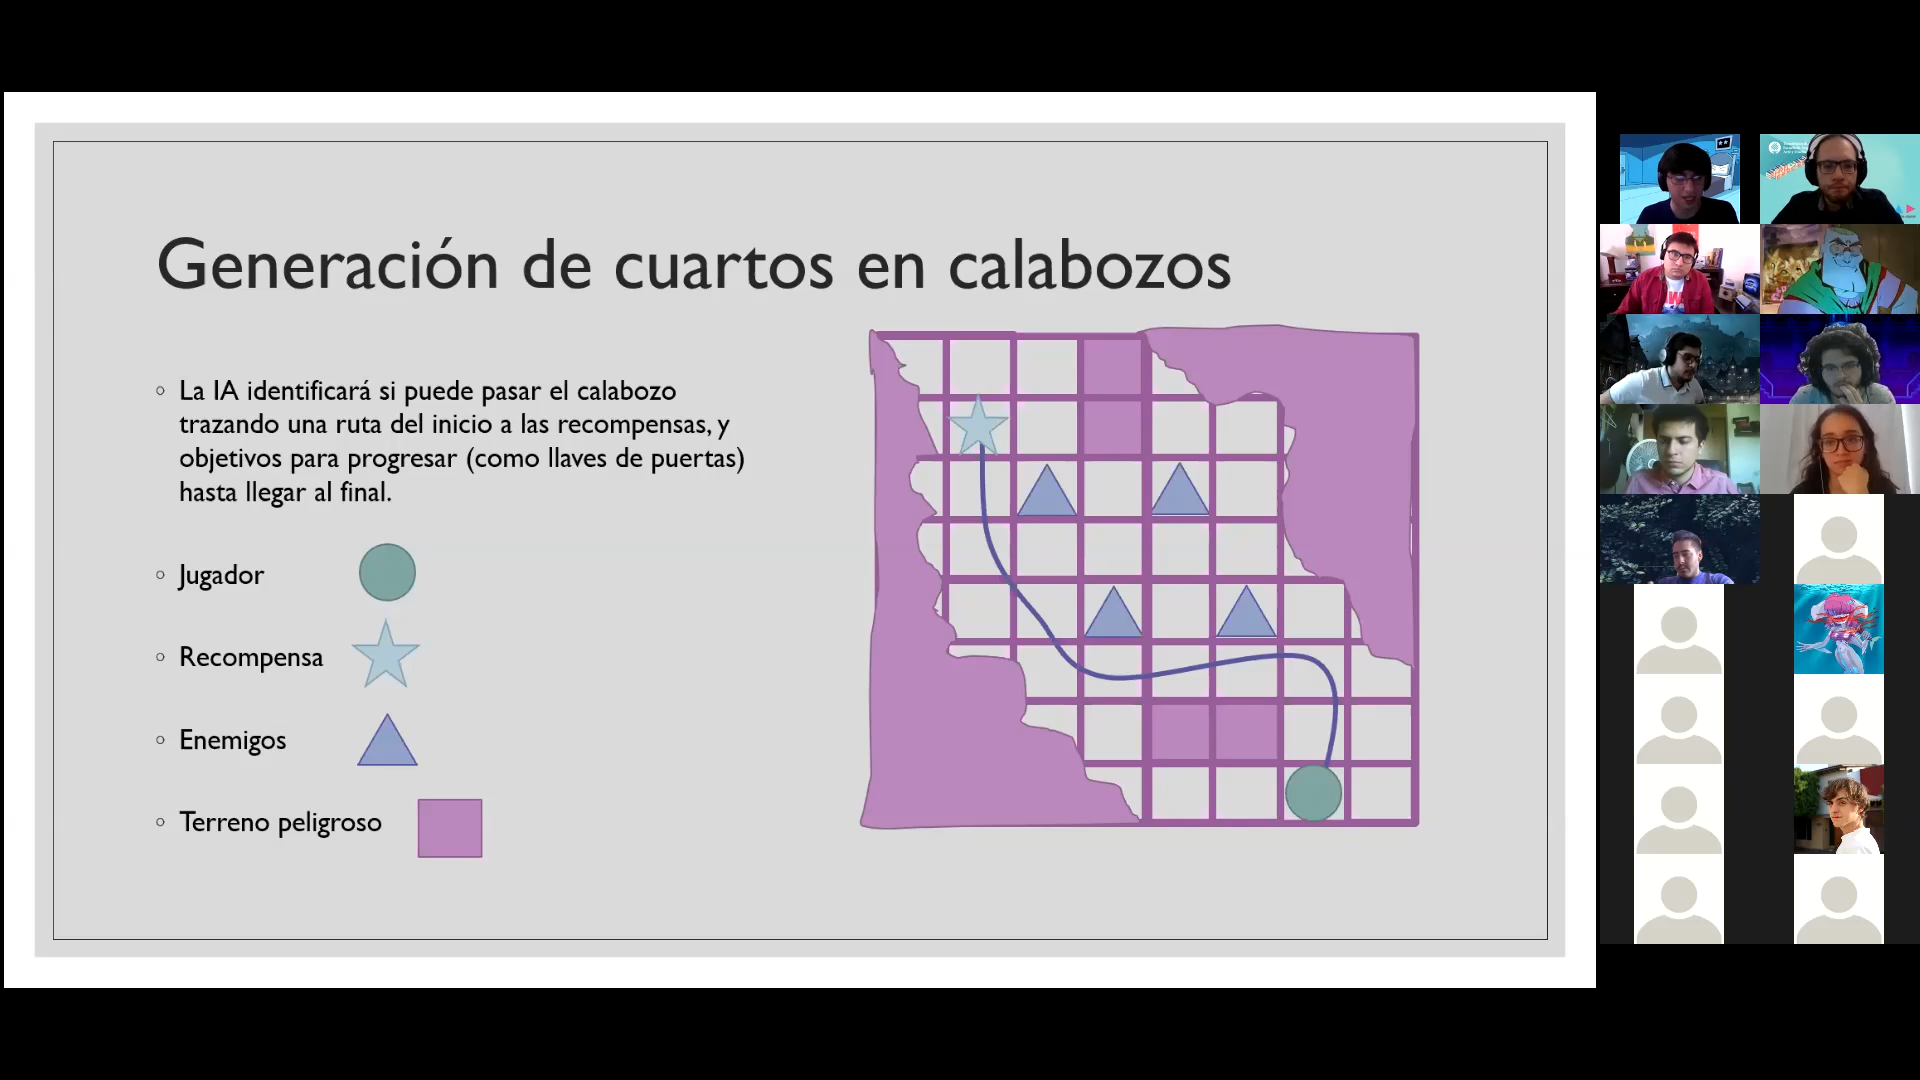 Generación de cuartos en calabozos
La IA identificará si puede pasar el calabozo
trazando una ruta del inicio a las recompensas, y
objetivos para progresar (como llaves de puertas)
hasta llegar al final.
Jugador
Recompensa
Enemigos
Terreno peligroso